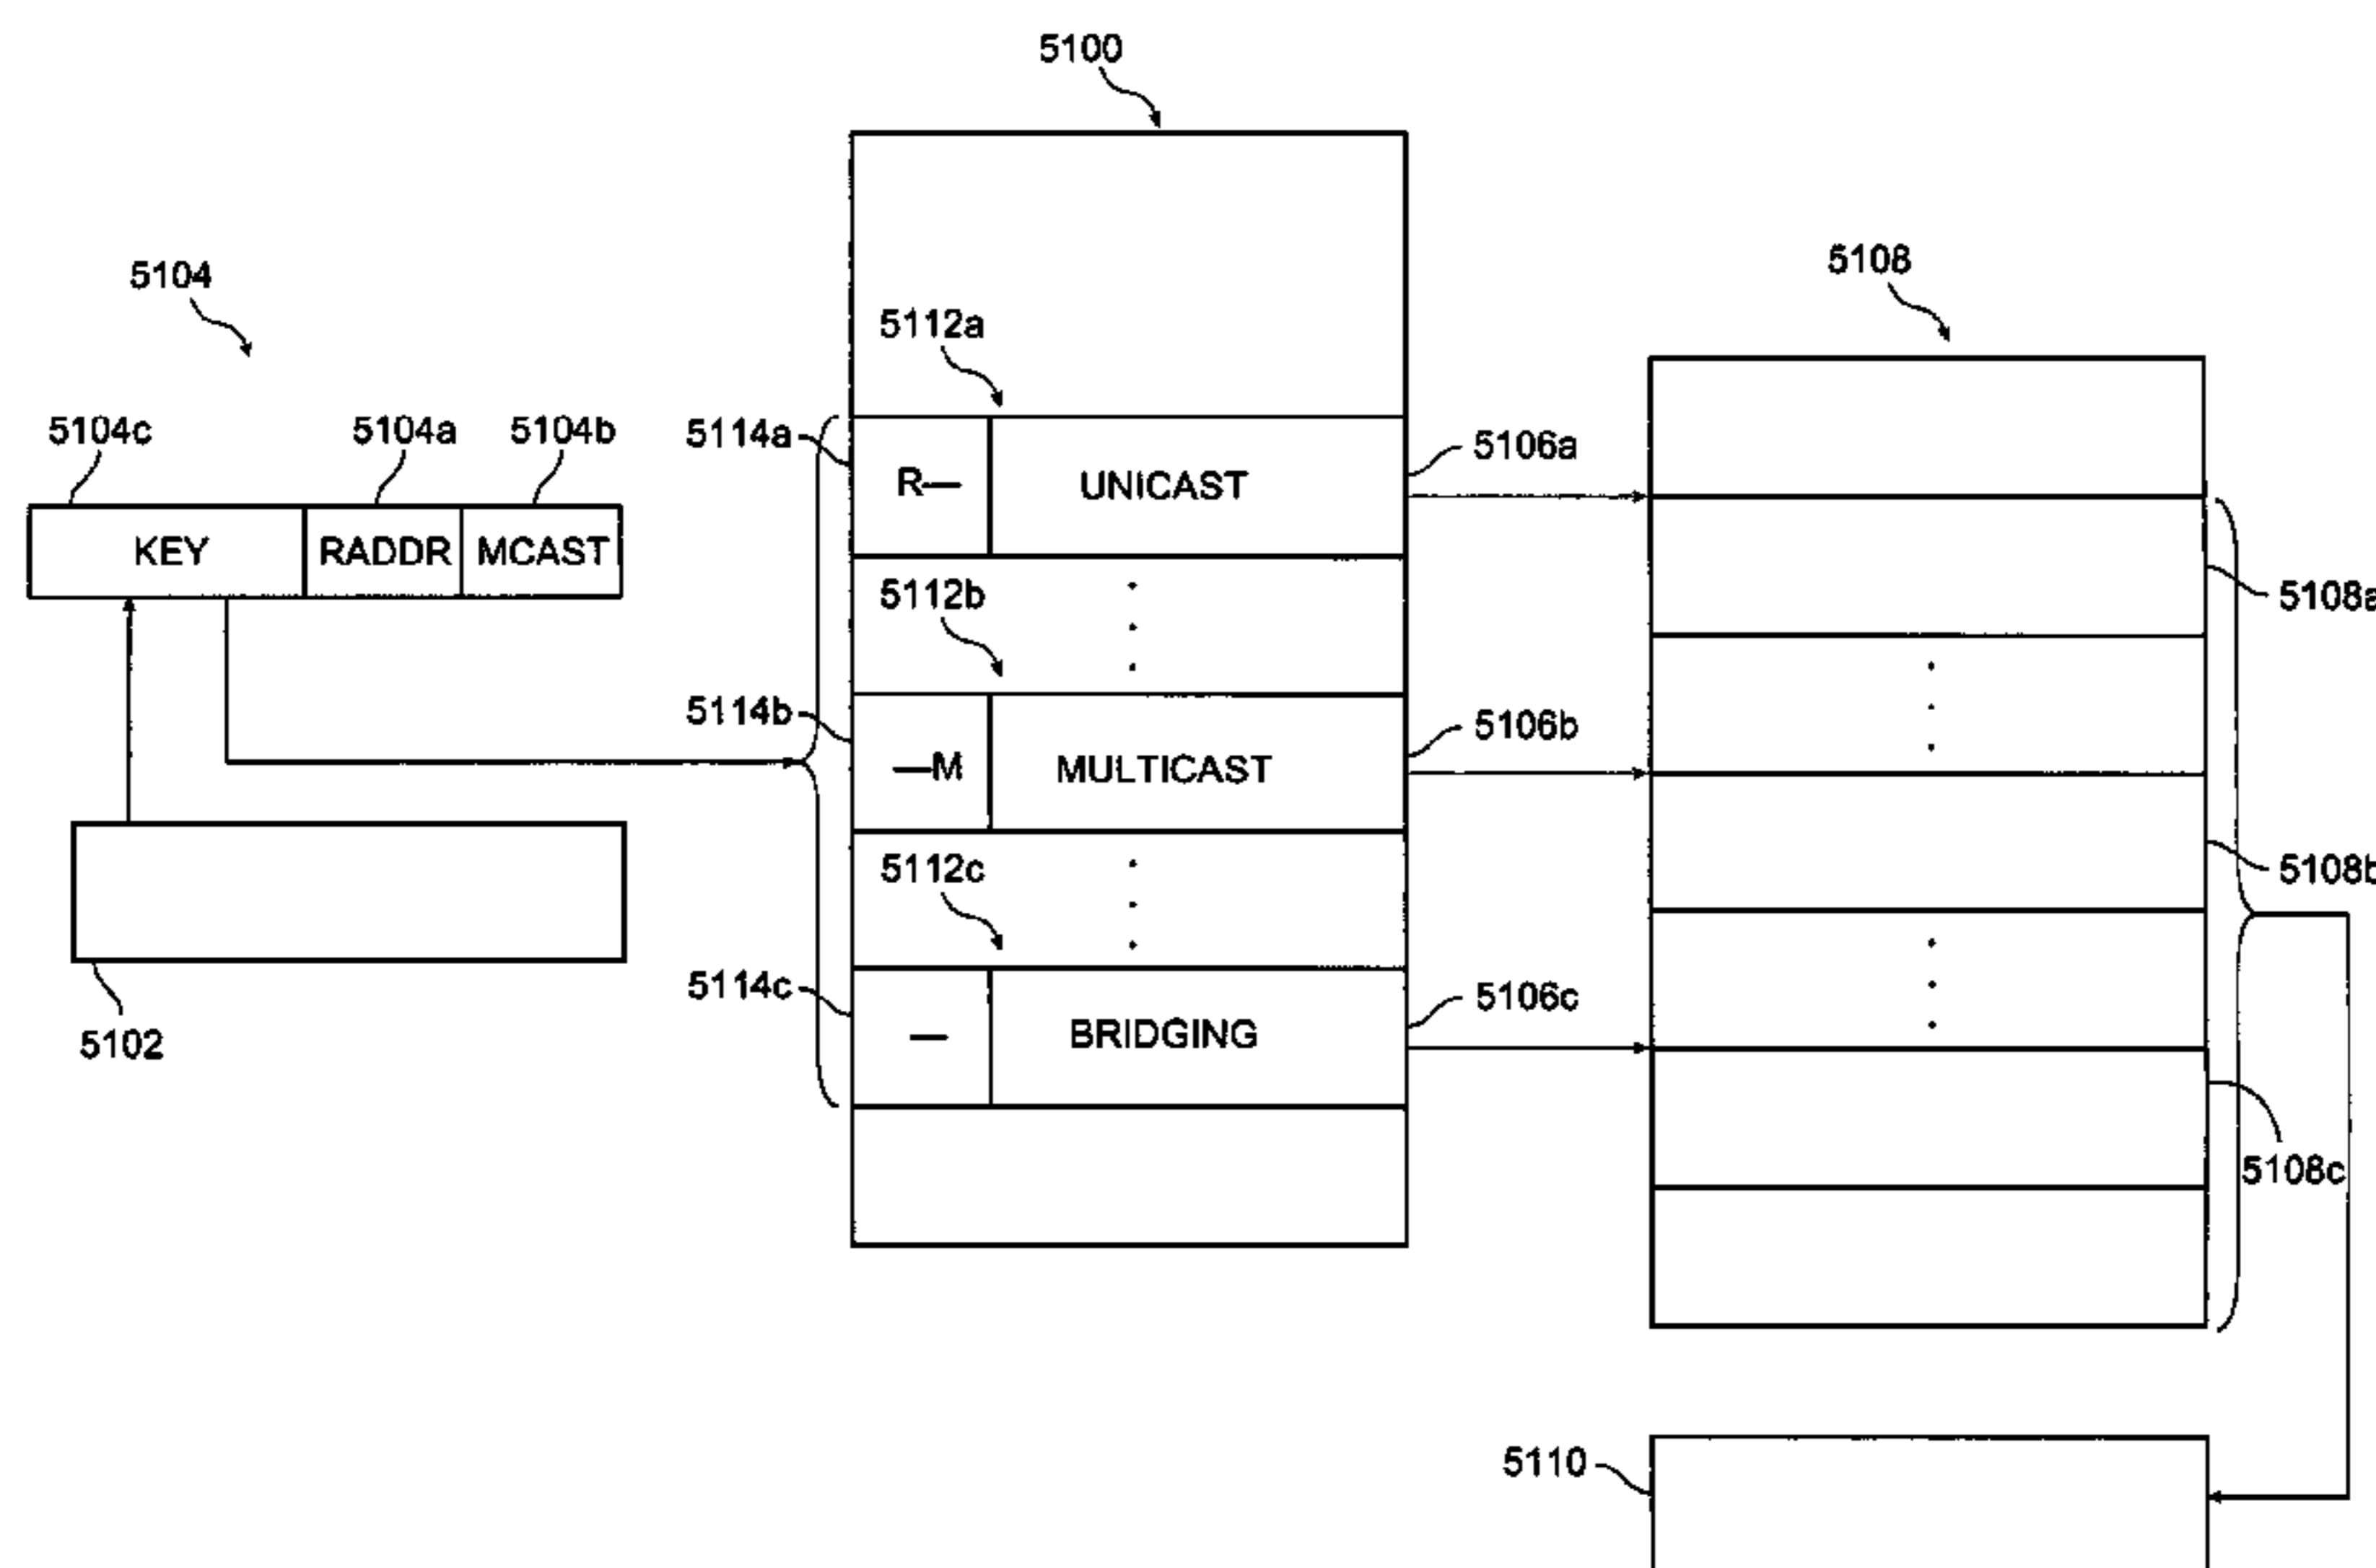 5100
5104
5108
5112a
5104c 5104a 5104b
5114a
R— UNICAST
5106a
KEY RADDR MCAST
5108a
5112b
5114b
—M MULTICAST
5106b
5108b
5112c
5114c
— BRIDGING
5106c
5102
5108c
5110